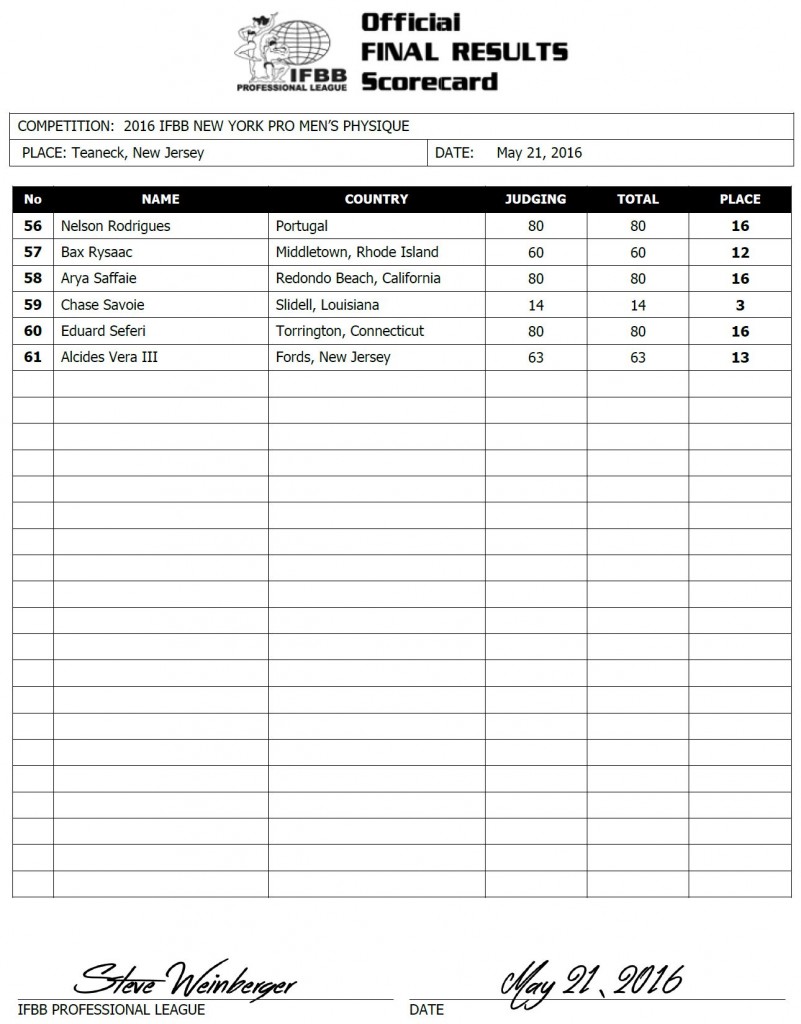 Official
FINAL RESULTS
Scorecard
IFBB
PROFESSIONAL LEAGUE
COMPETITION: 2016 IFBB NEW YORK PRO MEN'S PHYSIQUE
PLACE: Teaneck, New Jersey DATE: May 21, 2016
No NAME COUNTRY JUDGING TOTAL PLACE
56 Nelson Rodrigues Portugal 80 80 16
57 Bax Rysaac Middletown, Rhode Island 60 60 12
58 Arya Saffaie Redondo Beach, California 80 80 16
59 Chase Savoie Slidell, Louisiana 14 14 3
60 Eduard Seferi Torrington, Connecticut 80 80 16
61 Alcides Vera III Fords, New Jersey 63 63 13
Steve Weinberger May 21, 2016
IFBB PROFESSIONAL LEAGUE DATE